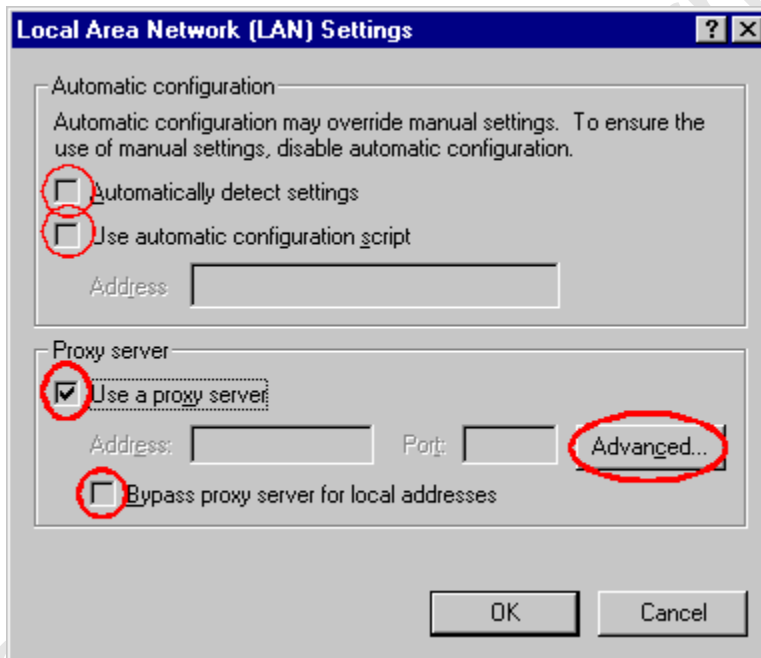 Local Area Network (LAN) Settings
Automatic configuration
Automatic configuration may override manual settings. To ensure the
use of manual settings, disable automatic configuration.
Automatically detect settings
Use automatic configuration script
Address
Proxy server
Use a proxy server
Address: Port: Advanced...
Bypass proxy server for local addresses
OK Cancel